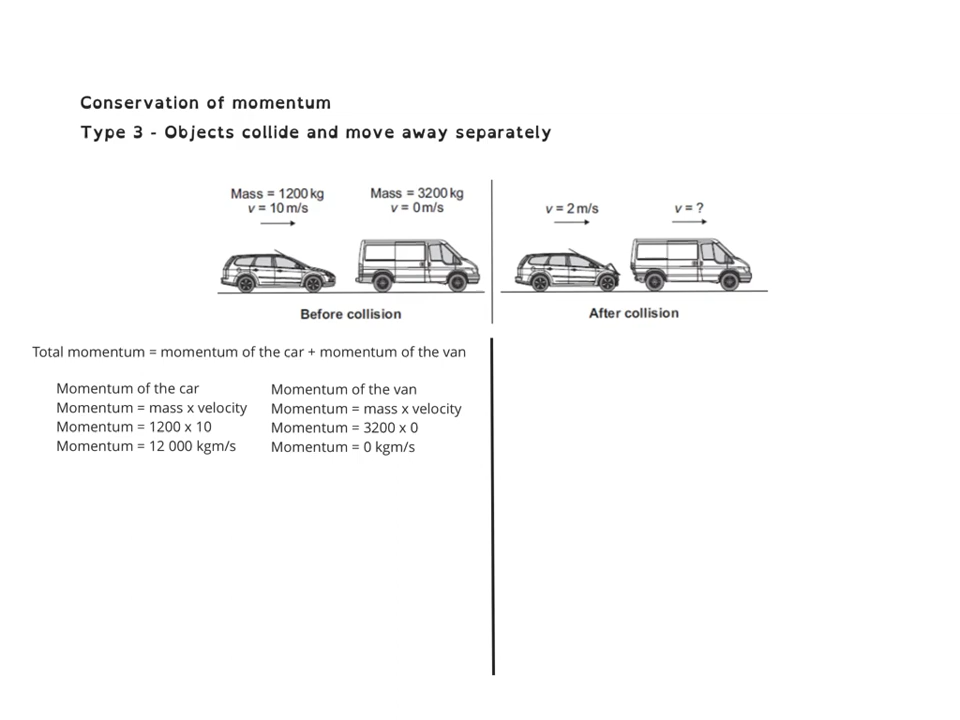 Conservation of momentum
Type 3 - Objects collide and move away separately
Mass = 1200 kg
v = 10 m/s
Mass = 3200 kg
v = 0 m/s
v = 2 m/s
v = ?
Before collision
After collision
Total momentum = momentum of the car + momentum of the van
Momentum of the car
Momentum = mass x velocity
Momentum = 1200 x 10
Momentum = 12 000 kgm/s
Momentum of the van
Momentum = mass x velocity
Momentum = 3200 x 0
Momentum = 0 kgm/s